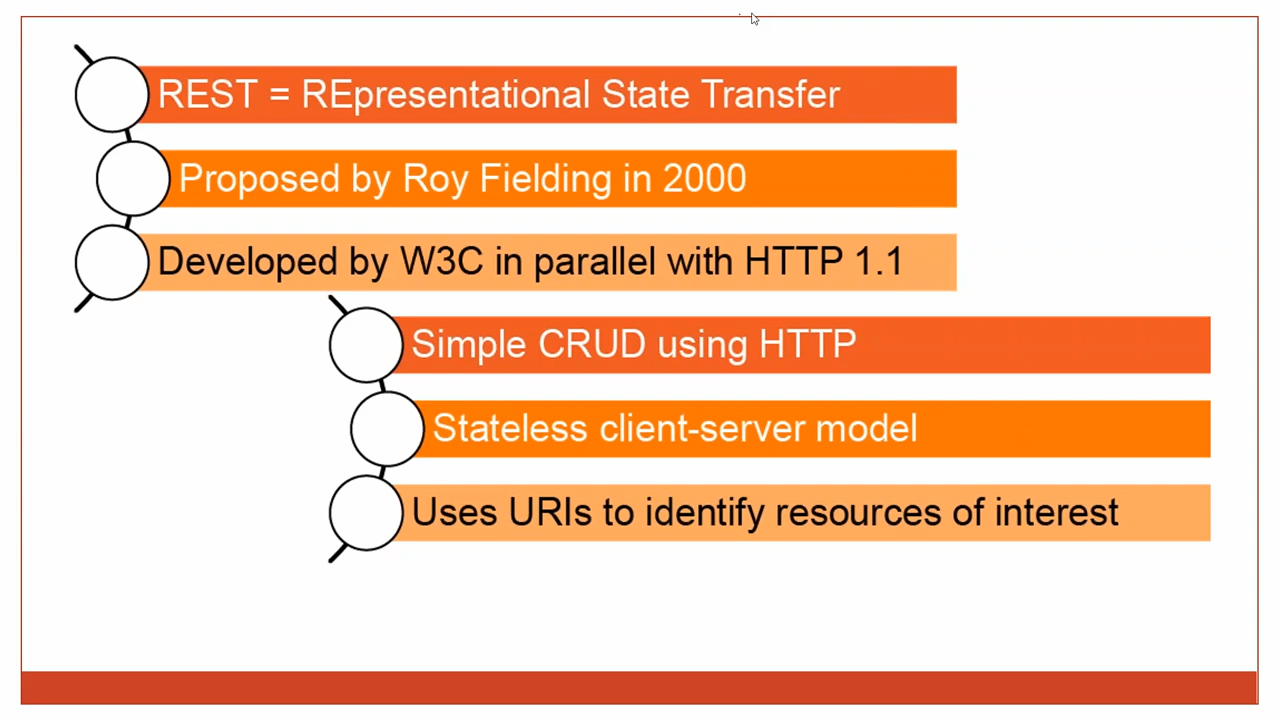 REST = REpresentational State Transfer
Proposed by Roy Fielding in 2000
Developed by W3C in parallel with HTTP 1.1
Simple CRUD using HTTP
Stateless client-server model
Uses URIs to identify resources of interest